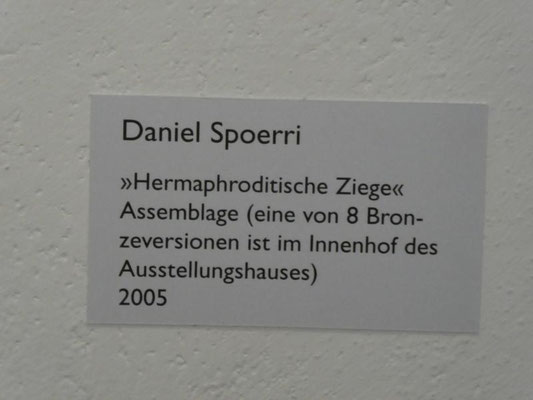 Daniel Spoerri
»Hermaphroditische Ziege«
Assemblage (eine von 8 Bron-
zeversionen ist im Innenhof des
Ausstellungshauses)
2005